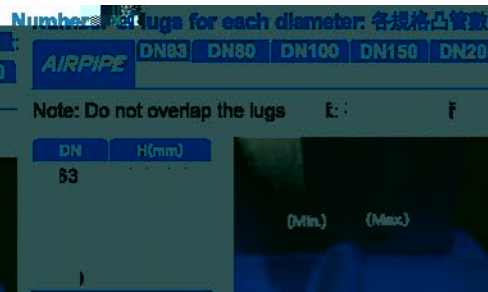 Numbers of lugs for each diameter: 各規格凸管數
AIRPIPE DN63 DN80 DN100 DN150 DN20
Note: Do not overlap the lugs
DN H(mm)
63
(Min.) (Max.)